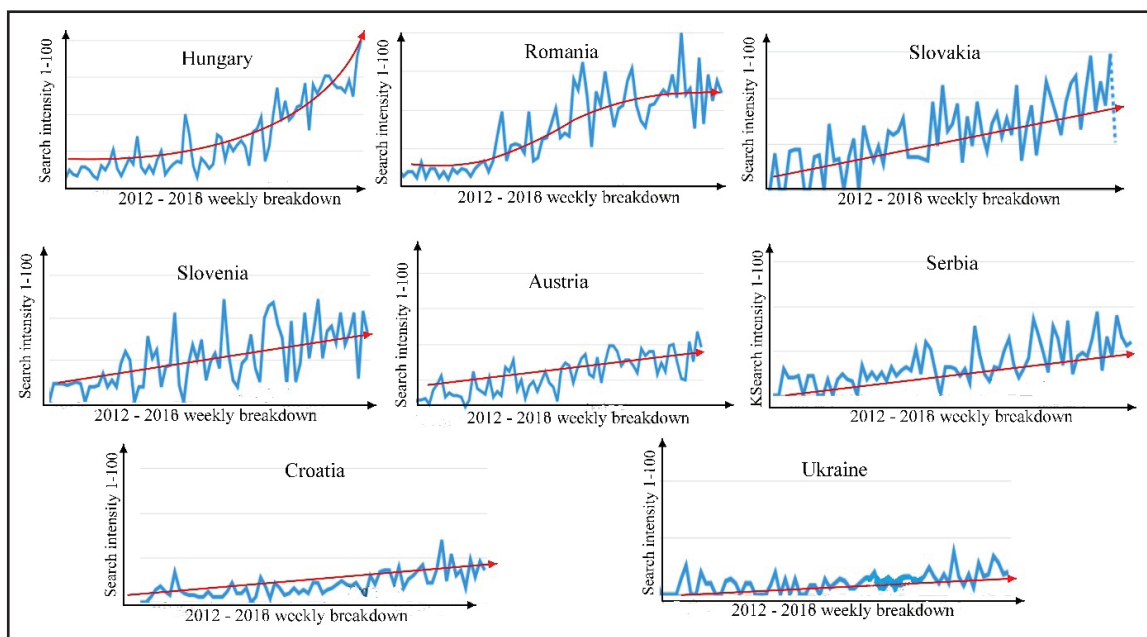 Hungary
Search intensity 1-100
2012 - 2018 weekly breakdown
Romania
Search intensity 1-100
2012 - 2018 weekly breakdown
Slovakia
Search intensity 1-100
2012 - 2018 weekly breakdown
Slovenia
Search intensity 1-100
2012 - 2018 weekly breakdown
Austria
Search intensity 1-100
2012 - 2018 weekly breakdown
Serbia
KSearch intensity 1-100
2012 - 2018 weekly breakdown
Croatia
Search intensity 1-100
2012 - 2018 weekly breakdown
Ukraine
Search intensity 1-100
2012 - 2018 weekly breakdown